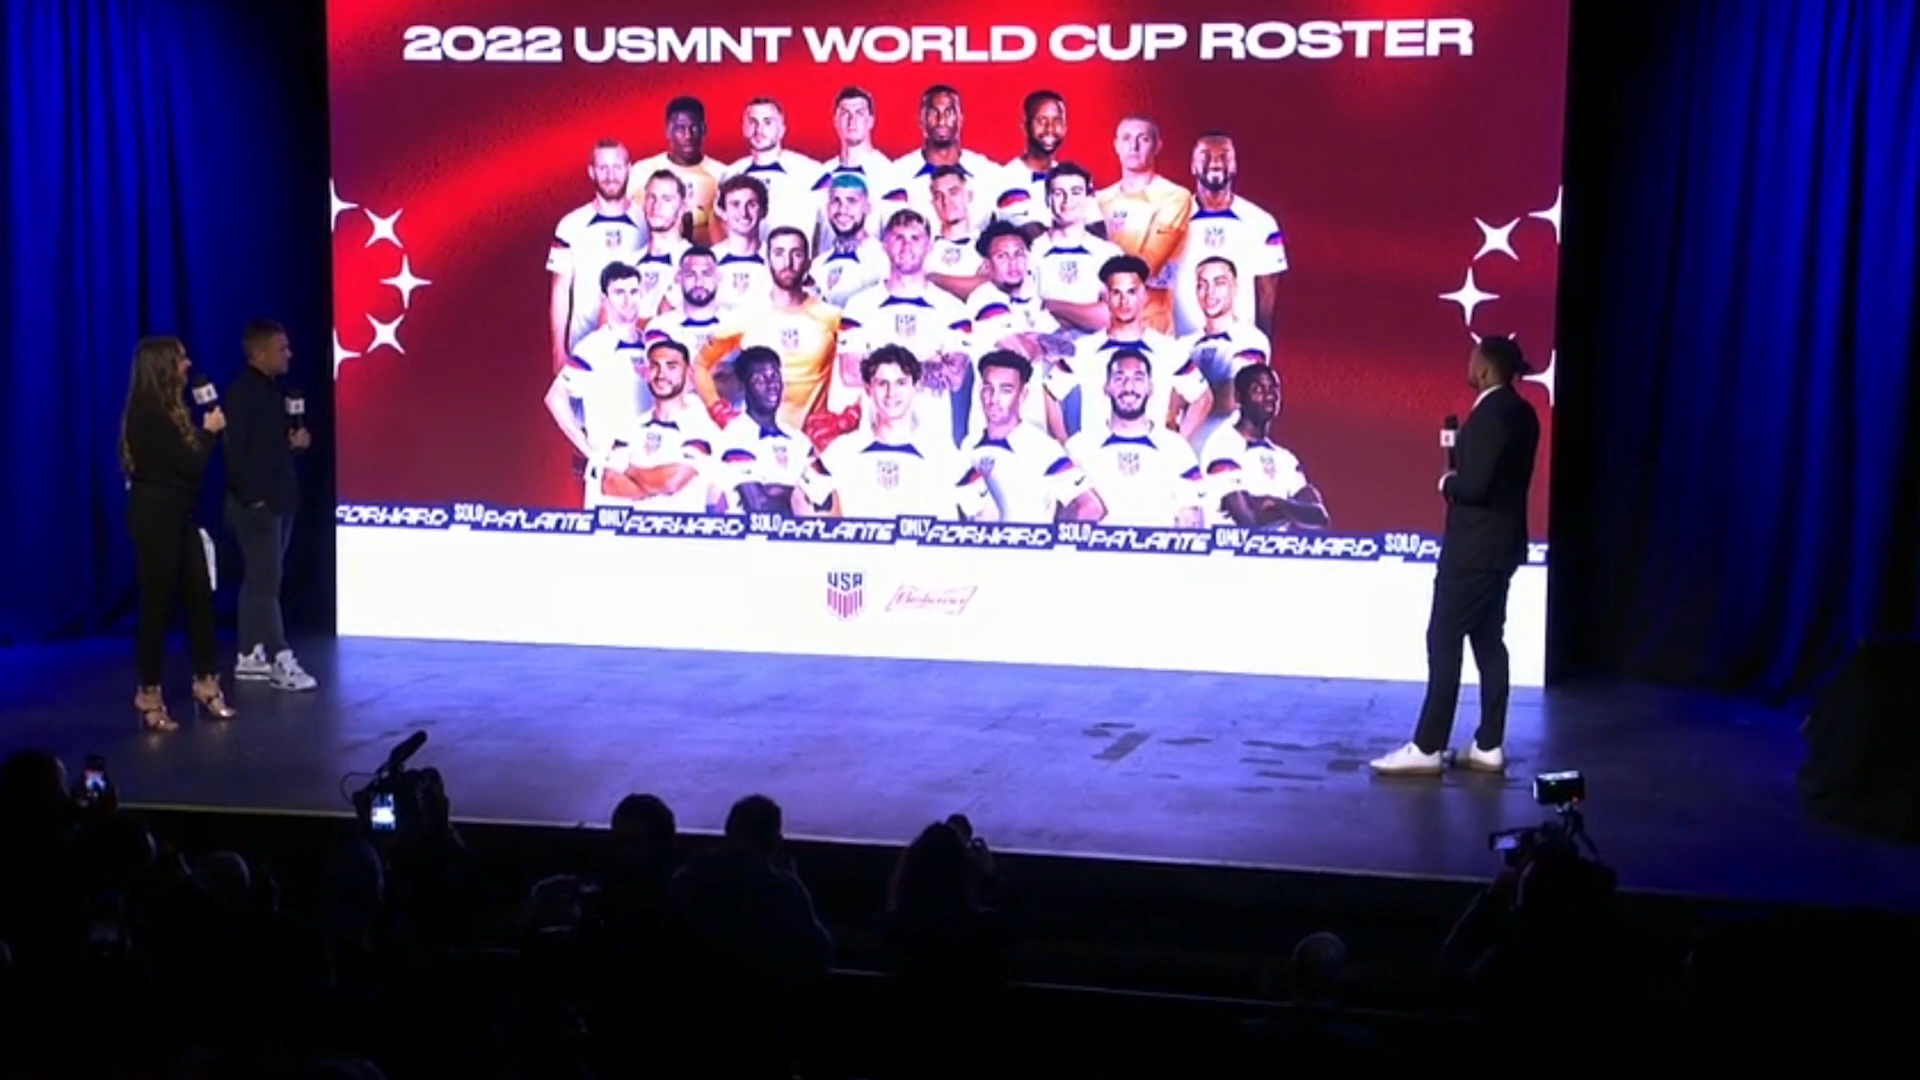 2022 USMNT WORLD CUP ROSTER
FORWARD SOLO PA'LANTE ONLY FORWARD SOLO PA'LANTE ONLY FORWARD SOLO PA'LANTE ONLY FORWARD SOLO
USA
Budweiser